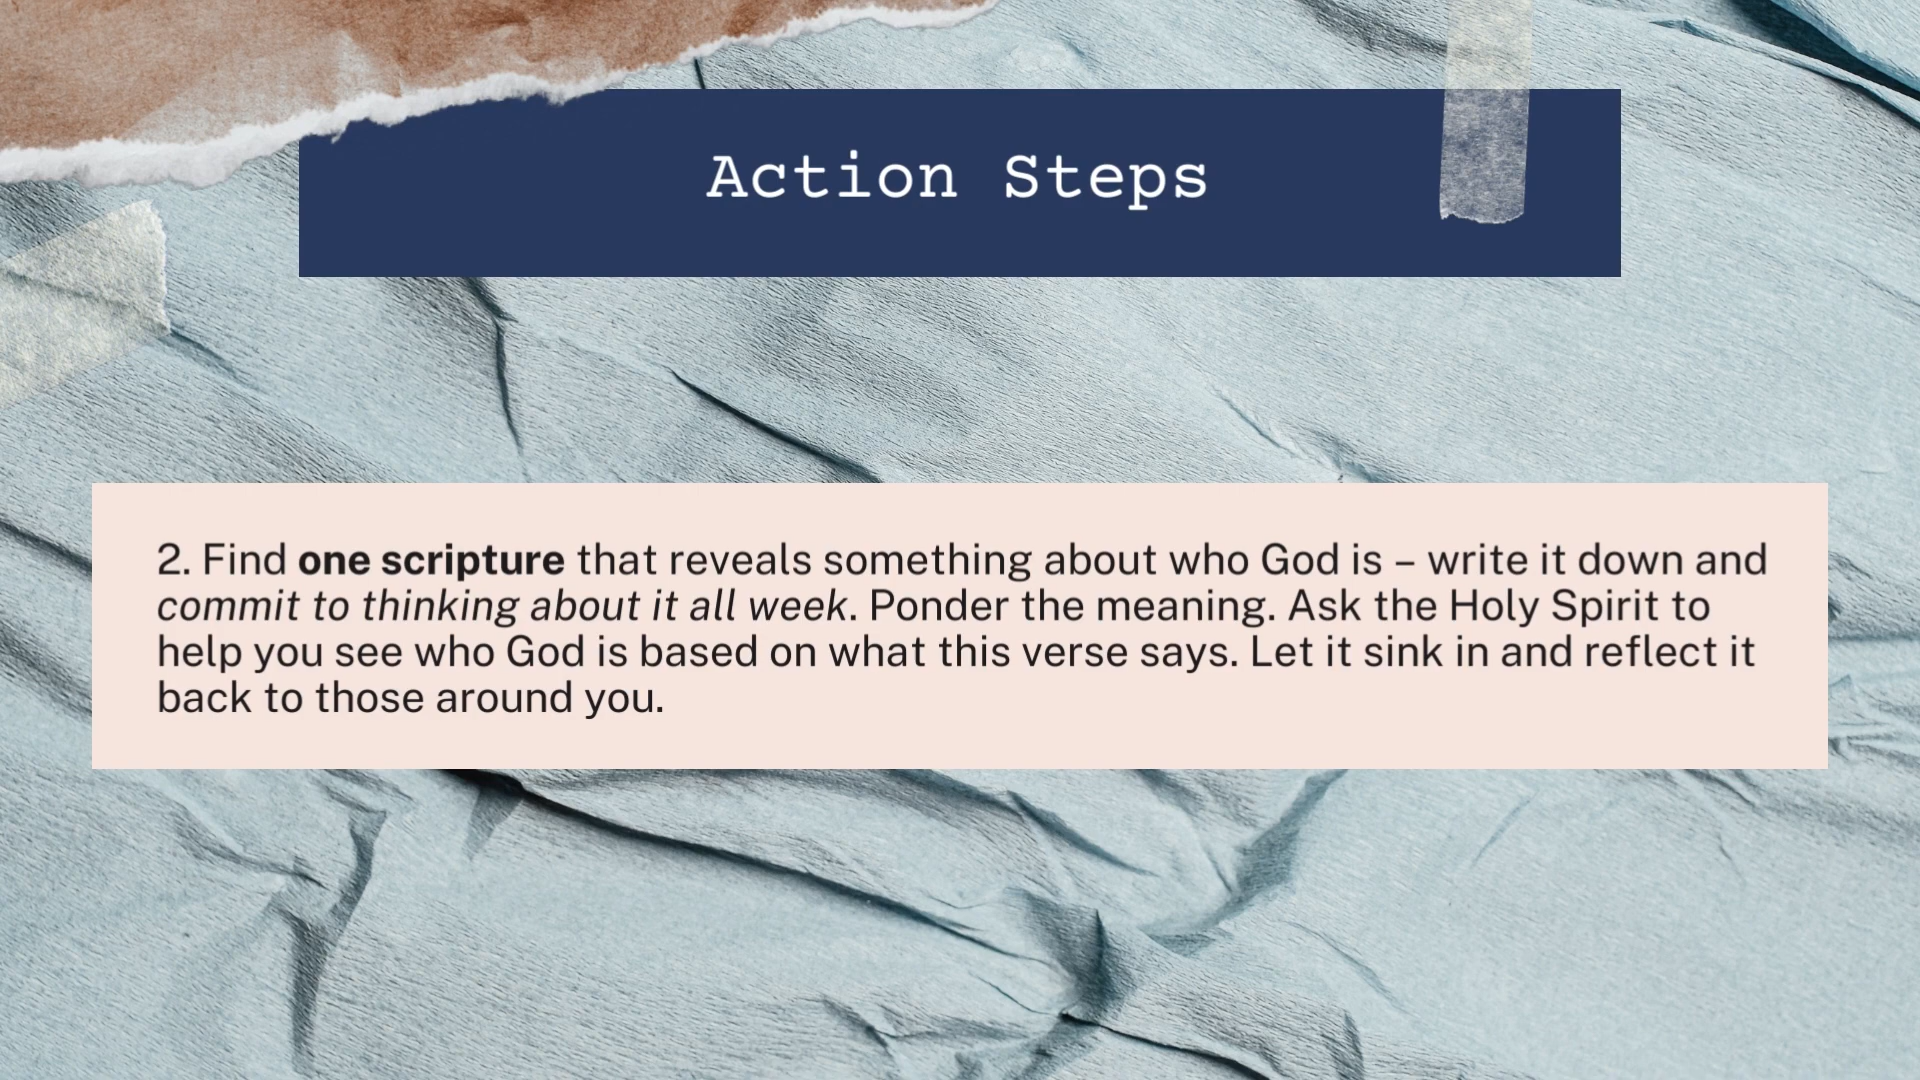 Action Steps
2. Find one scripture that reveals something about who God is – write it down and
commit to thinking about it all week. Ponder the meaning. Ask the Holy Spirit to
help you see who God is based on what this verse says. Let it sink in and reflect it
back to those around you.